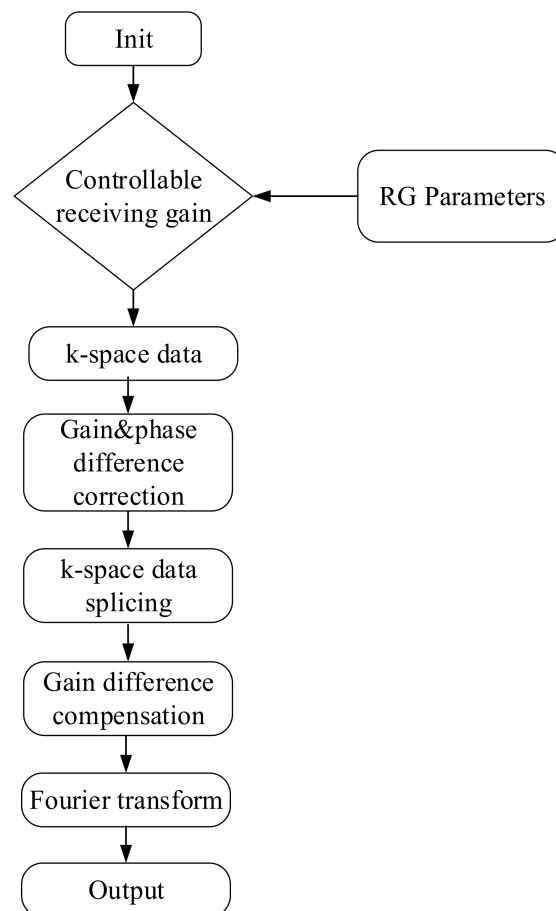 Init
Controllable
receiving gain
RG Parameters
k-space data
Gain&phase
difference
correction
k-space data
splicing
Gain difference
compensation
Fourier transform
Output